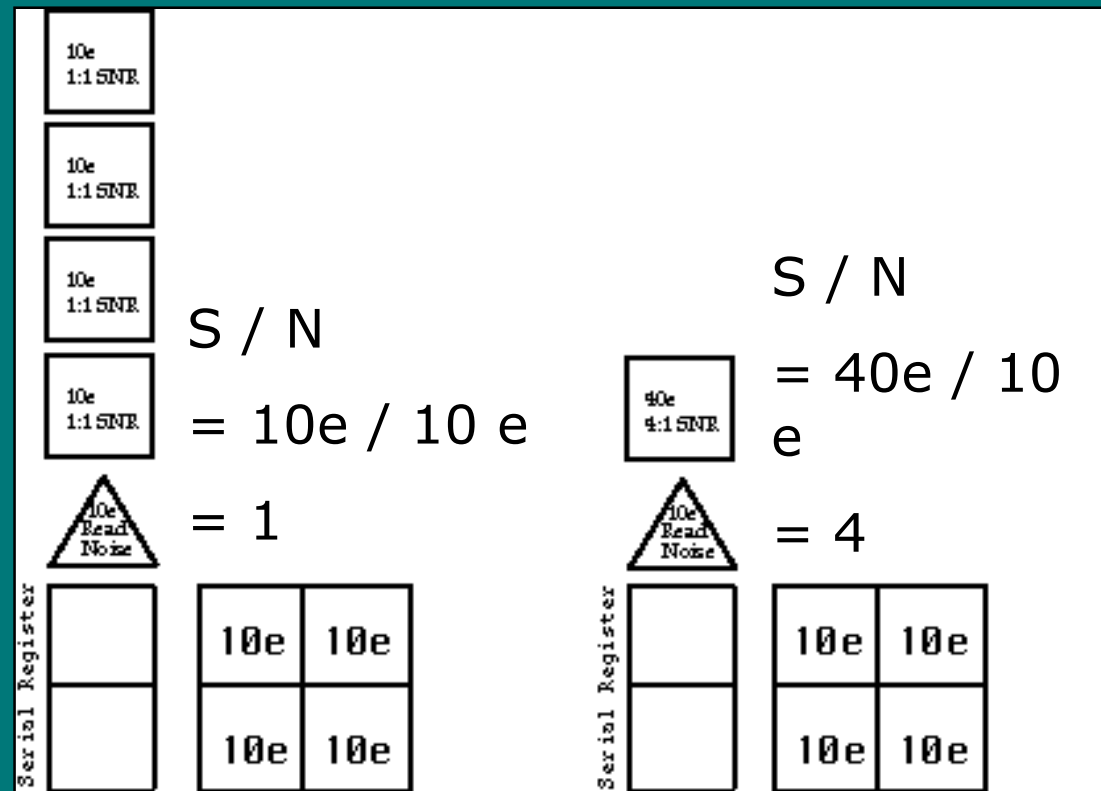 10e
1:1 SNR
10e
1:1 SNR
10e
1:1 SNR
10e
1:1 SNR
S / N
= 10e / 10 e
= 1
10e
Read
Noise
Serial Register
10e 10e
10e 10e
S / N
= 40e / 10
e
= 4
40e
4:1 SNR
10e
Read
Noise
Serial Register
10e 10e
10e 10e